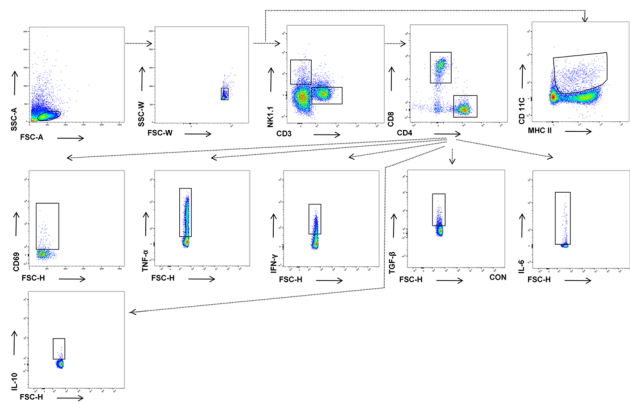 SSC-A
FSC-A
SSC-W
FSC-W
NK1.1
CD3
CD8
CD4
CD 11C
MHC II
CD69
FSC-H
TNF-α
FSC-H
IFN-γ
FSC-H
TGF-β
FSC-H
CON
IL-6
FSC-H
IL-10
FSC-H